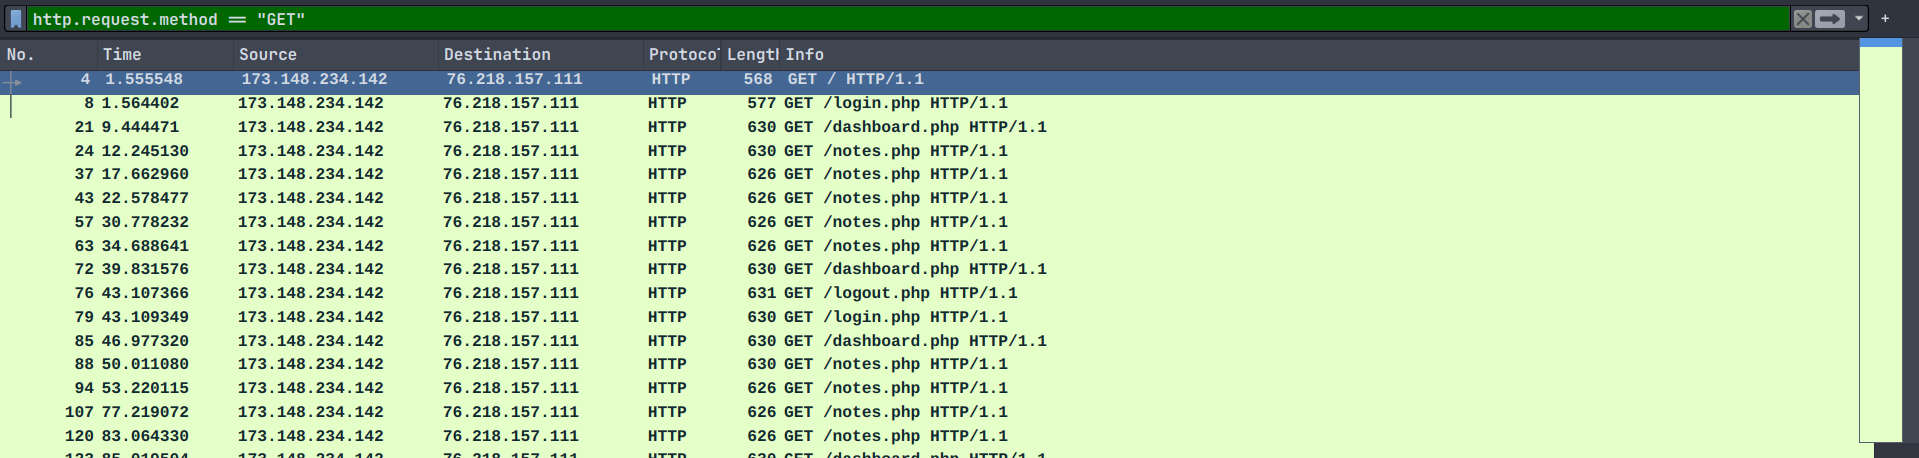 http.request.method == "GET"
+
No. Time Source Destination Protocol Length Info
4 1.555548 173.148.234.142 76.218.157.111 HTTP 568 GET / HTTP/1.1
8 1.564402 173.148.234.142 76.218.157.111 HTTP 577 GET /login.php HTTP/1.1
21 9.444471 173.148.234.142 76.218.157.111 HTTP 630 GET /dashboard.php HTTP/1.1
24 12.245130 173.148.234.142 76.218.157.111 HTTP 630 GET /notes.php HTTP/1.1
37 17.662960 173.148.234.142 76.218.157.111 HTTP 626 GET /notes.php HTTP/1.1
43 22.578477 173.148.234.142 76.218.157.111 HTTP 626 GET /notes.php HTTP/1.1
57 30.778232 173.148.234.142 76.218.157.111 HTTP 626 GET /notes.php HTTP/1.1
63 34.688641 173.148.234.142 76.218.157.111 HTTP 626 GET /notes.php HTTP/1.1
72 39.831576 173.148.234.142 76.218.157.111 HTTP 630 GET /dashboard.php HTTP/1.1
76 43.107366 173.148.234.142 76.218.157.111 HTTP 631 GET /logout.php HTTP/1.1
79 43.109349 173.148.234.142 76.218.157.111 HTTP 630 GET /login.php HTTP/1.1
85 46.977320 173.148.234.142 76.218.157.111 HTTP 630 GET /dashboard.php HTTP/1.1
88 50.011080 173.148.234.142 76.218.157.111 HTTP 630 GET /notes.php HTTP/1.1
94 53.220115 173.148.234.142 76.218.157.111 HTTP 626 GET /notes.php HTTP/1.1
107 77.219072 173.148.234.142 76.218.157.111 HTTP 626 GET /notes.php HTTP/1.1
120 83.064330 173.148.234.142 76.218.157.111 HTTP 626 GET /notes.php HTTP/1.1
173.148.234.142 76.218.157.111 HTTP GET /dashboard.php HTTP/1.1